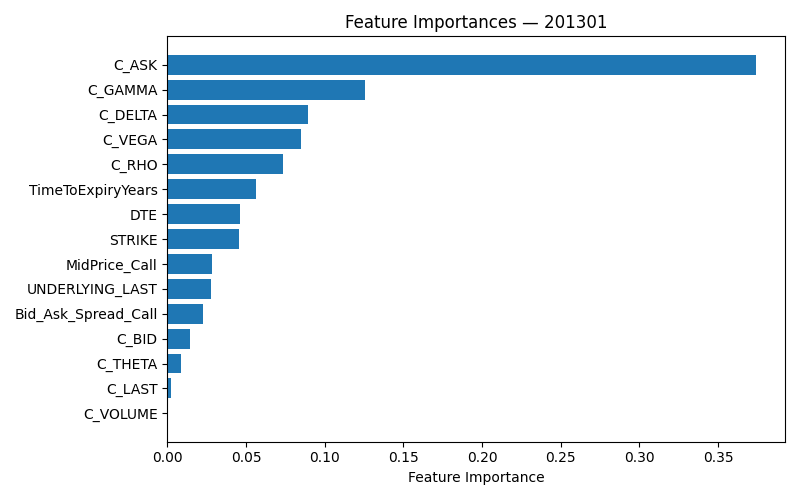 Feature Importances — 201301
C_ASK
C_GAMMA
C_DELTA
C_VEGA
C_RHO
TimeToExpiryYears
DTE
STRIKE
MidPrice_Call
UNDERLYING_LAST
Bid_Ask_Spread_Call
C_BID
C_THETA
C_LAST
C_VOLUME
0.00 0.05 0.10 0.15 0.20 0.25 0.30 0.35
Feature Importance